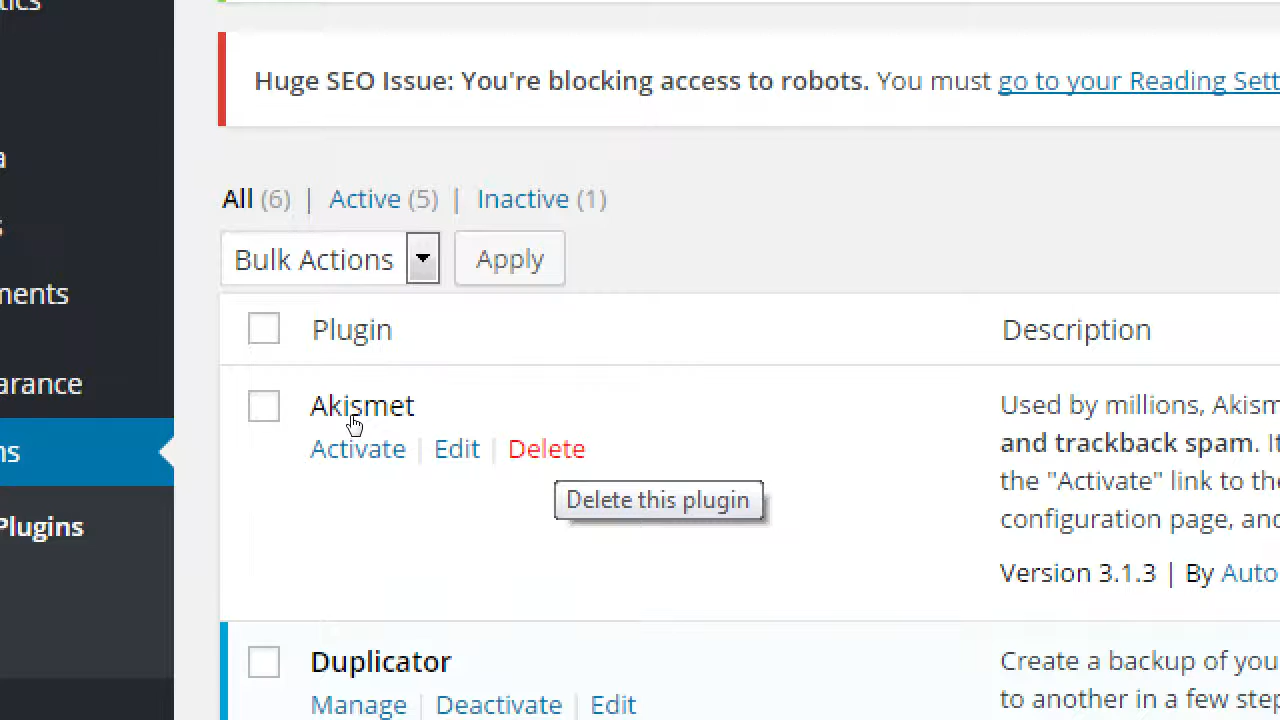 Huge SEO Issue: You're blocking access to robots. You must go to your Reading Sett
All (6) | Active (5) | Inactive (1)
Bulk Actions
Apply
ments
arance
ns
Plugins
Plugin
Description
Akismet
Activate | Edit | Delete
Delete this plugin
Used by millions, Akism
and trackback spam. It
the "Activate" link to the
configuration page, and
Version 3.1.3 | By Auto
Duplicator
Manage | Deactivate | Edit
Create a backup of you
to another in a few step